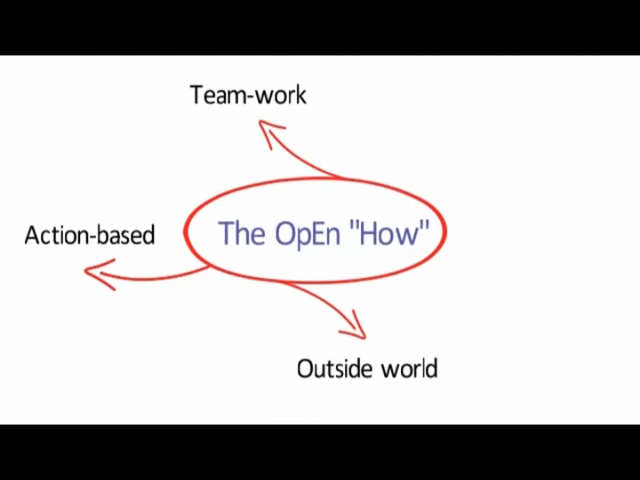 Team-work
Action-based
The OpEn "How"
Outside world